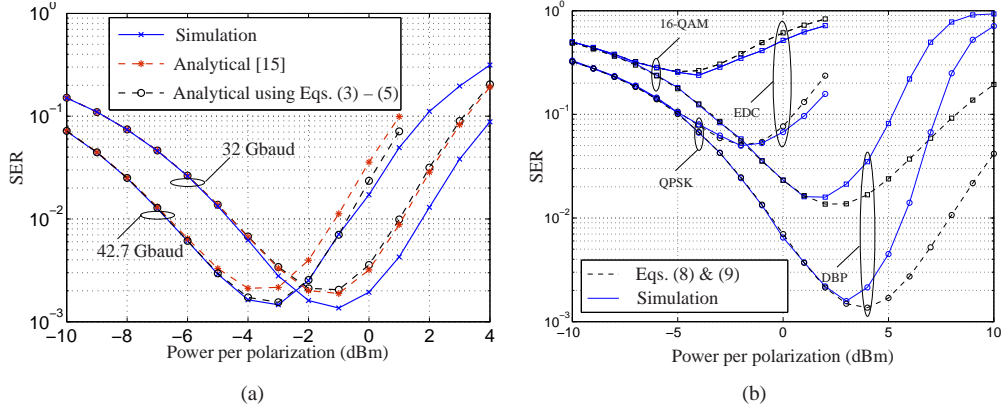 10^0
10^-1
10^-2
10^-3
SER
Simulation
Analytical [15]
Analytical using Eqs. (3) – (5)
32 Gbaud
42.7 Gbaud
−10 −8 −6 −4 −2 0 2 4
Power per polarization (dBm)
(a)
10^0
10^-1
10^-2
10^-3
SER
16-QAM
EDC
QPSK
DBP
Eqs. (8) & (9)
Simulation
−10 −5 0 5 10
Power per polarization (dBm)
(b)